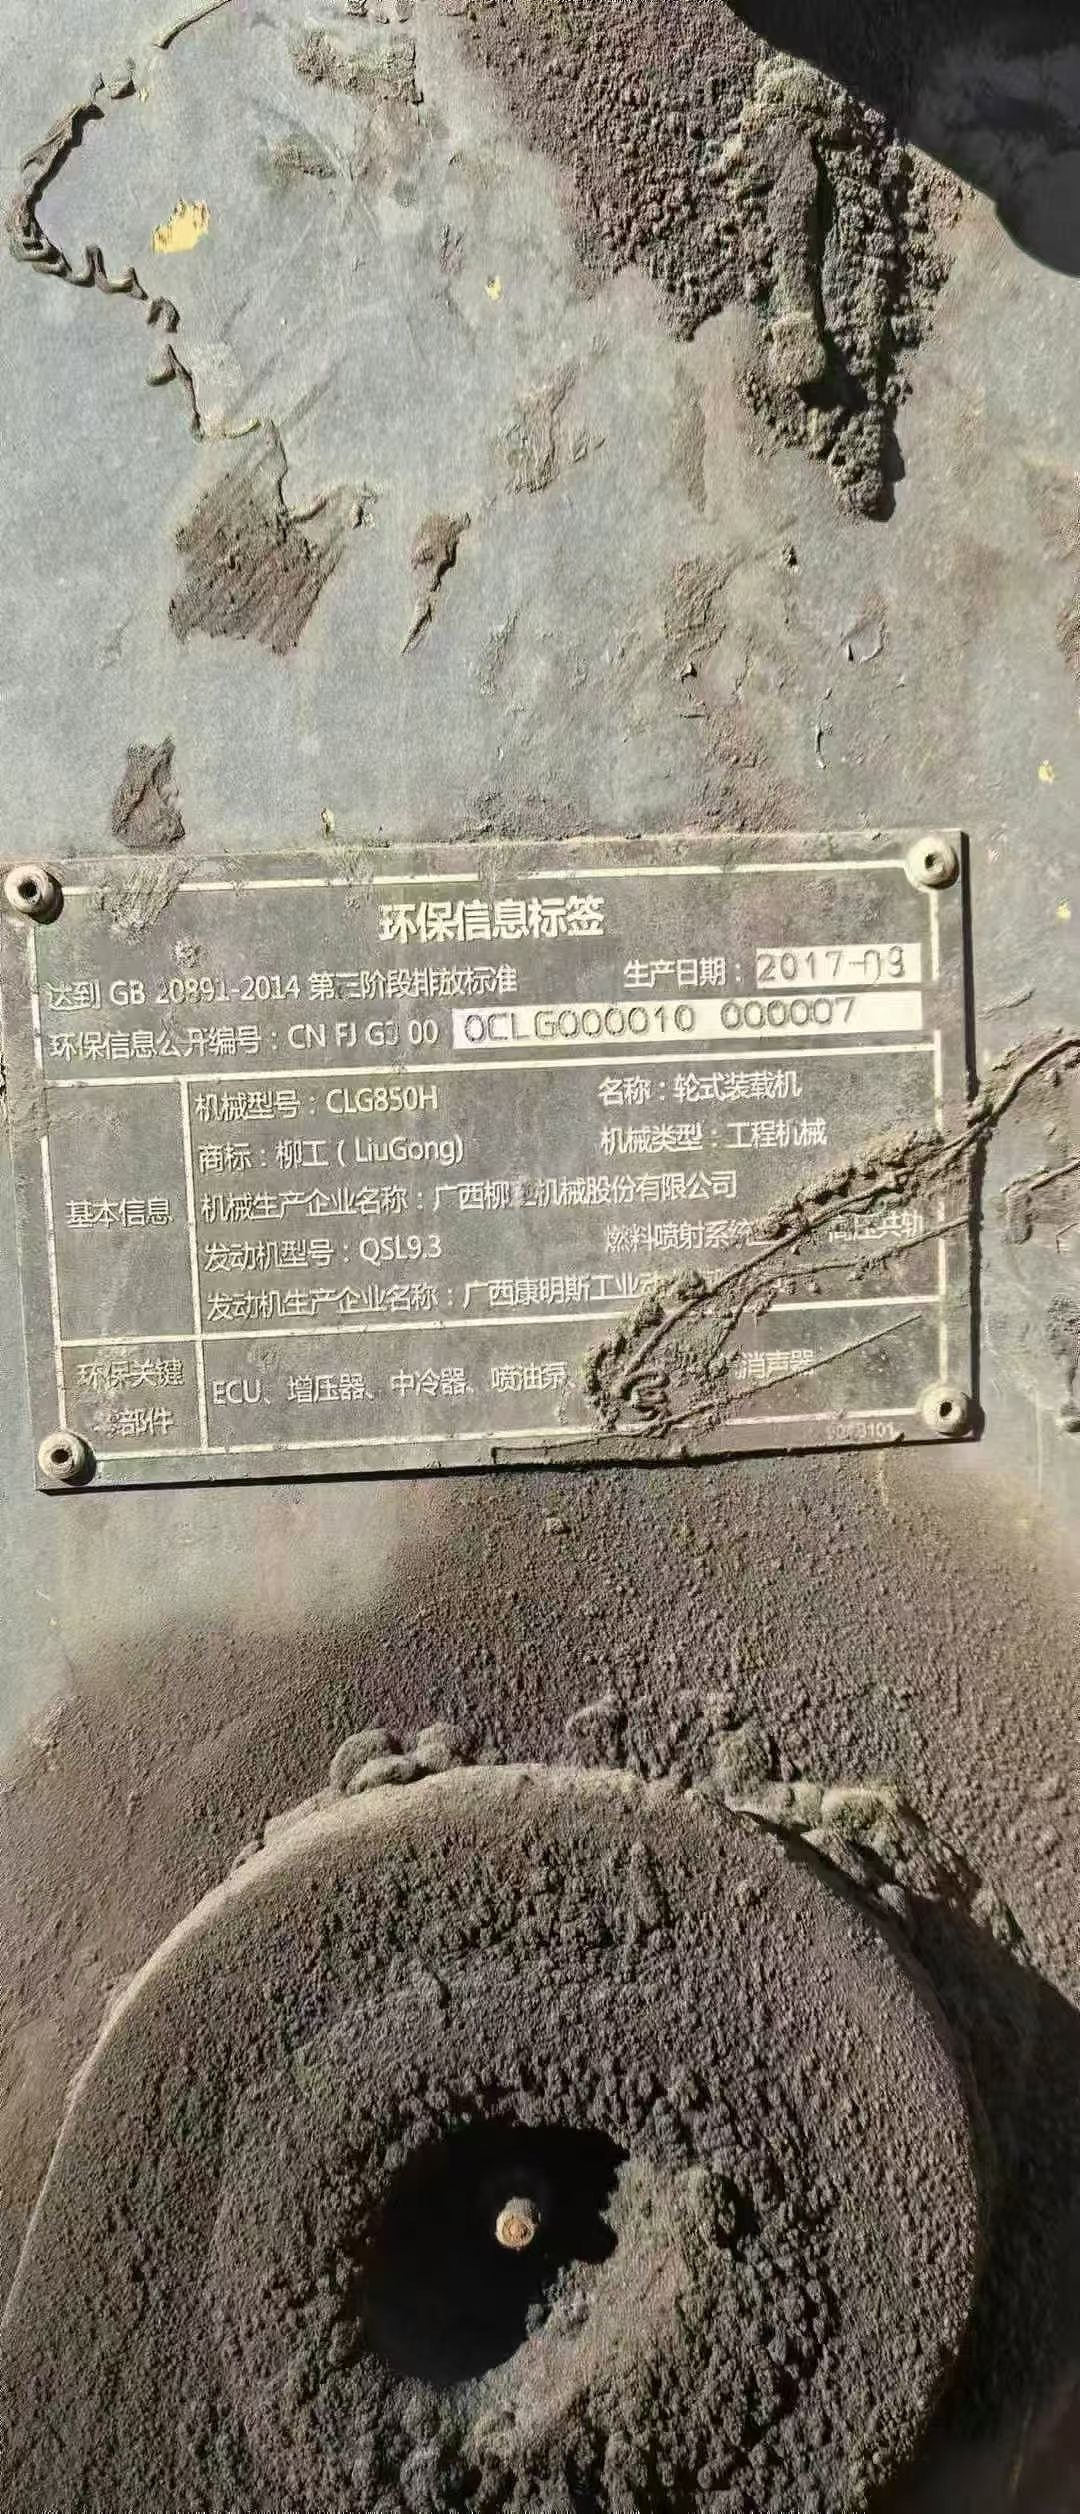 环保信息标签
达到 GB 20891-2014 第三阶段排放标准 生产日期：2017-03
环保信息公开编号：CN FJ G3 00 0CLG000010 000007
基本信息
机械型号：CLG850H 名称：轮式装载机
商标：柳工（LiuGong) 机械类型：工程机械
机械生产企业名称：广西柳工机械股份有限公司
发动机型号：QSL9.3 燃料喷射系统 高压共轨
发动机生产企业名称：广西康明斯工业动
环保关键部件
ECU、增压器、中冷器、喷油泵、 消声器